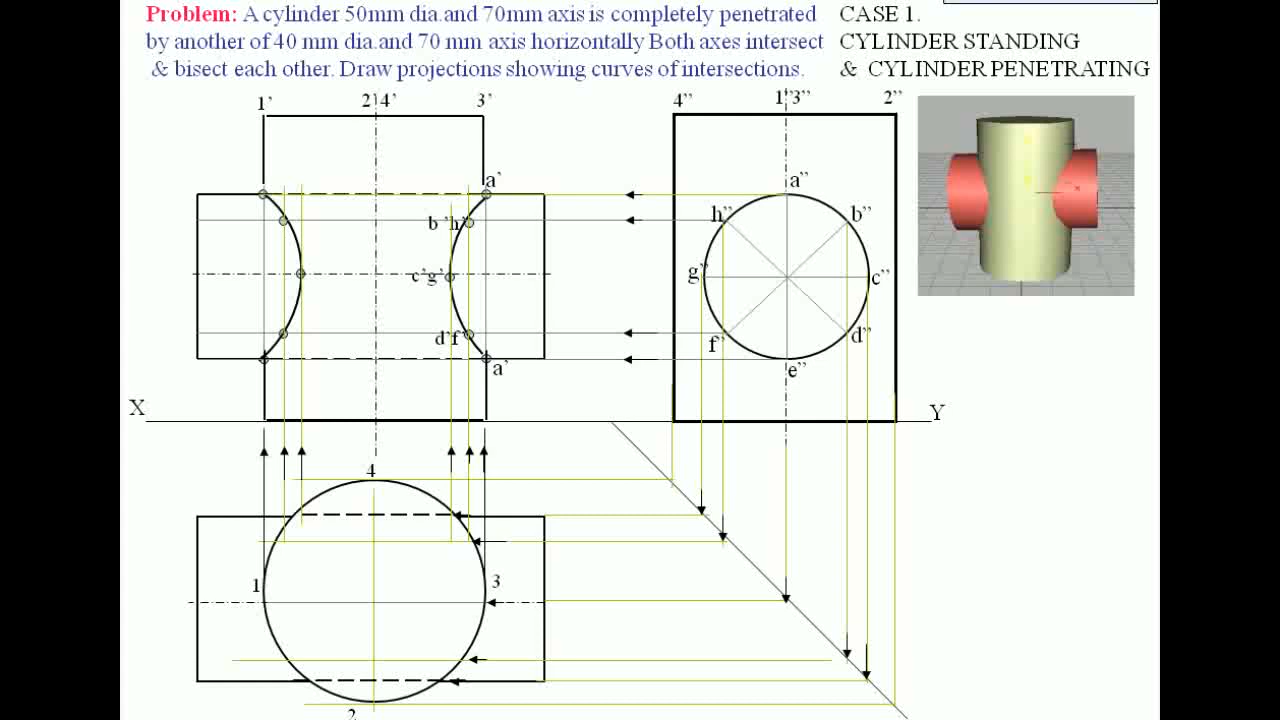 Problem: A cylinder 50mm dia.and 70mm axis is completely penetrated
by another of 40 mm dia.and 70 mm axis horizontally Both axes intersect
& bisect each other. Draw projections showing curves of intersections.
CASE 1.
CYLINDER STANDING
& CYLINDER PENETRATING
1' 2'4' 3' 4" 1"3" 2"
a' a"
b'h' h" b"
c'g' g" c"
d'f' f" d"
a' e"
X Y
4
1 3
2